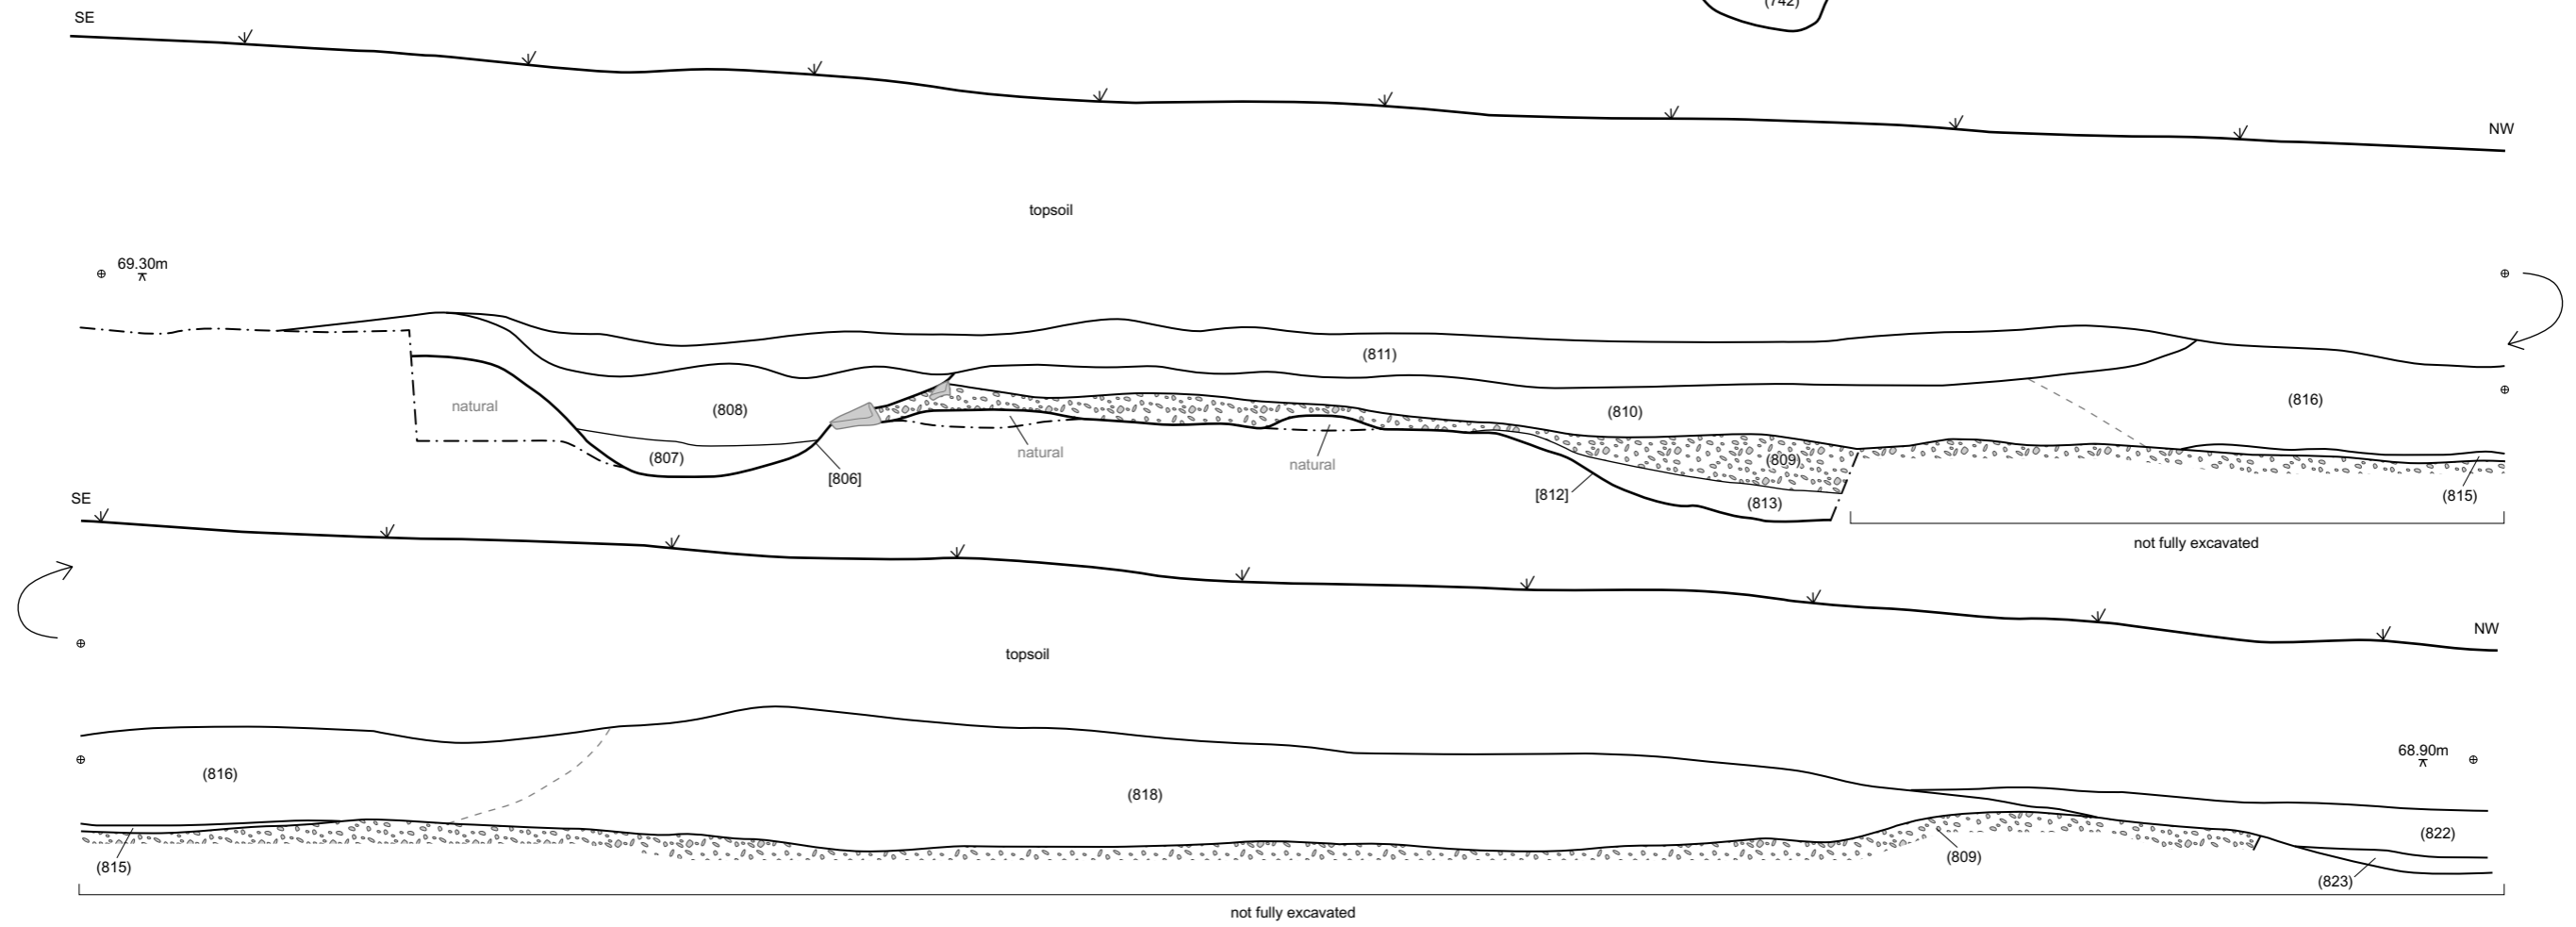 (742)
SE
NW
topsoil
69.30m
(811)
natural
(808)
(810)
(816)
(807)
natural
natural
(809)
[806]
[812]
(813)
(815)
not fully excavated
SE
NW
topsoil
68.90m
(816)
(818)
(822)
(815)
(809)
(823)
not fully excavated